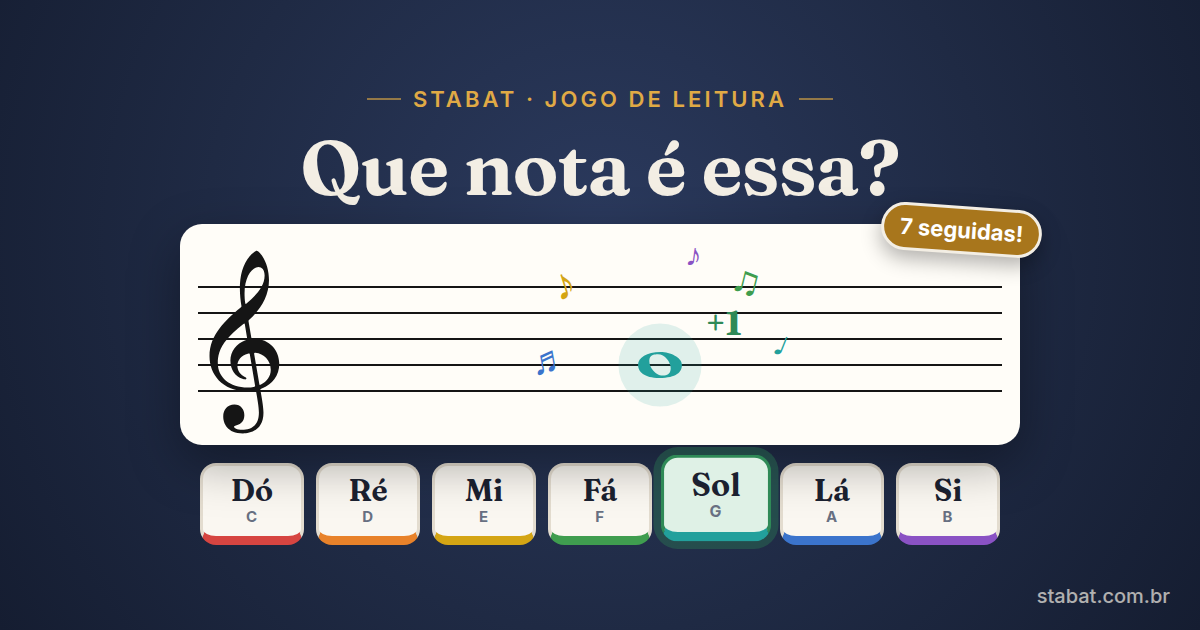 STABAT · JOGO DE LEITURA
Que nota é essa?
7 seguidas!
+1
Dó Ré Mi Fá Sol Lá Si
C D E F G A B
stabat.com.br